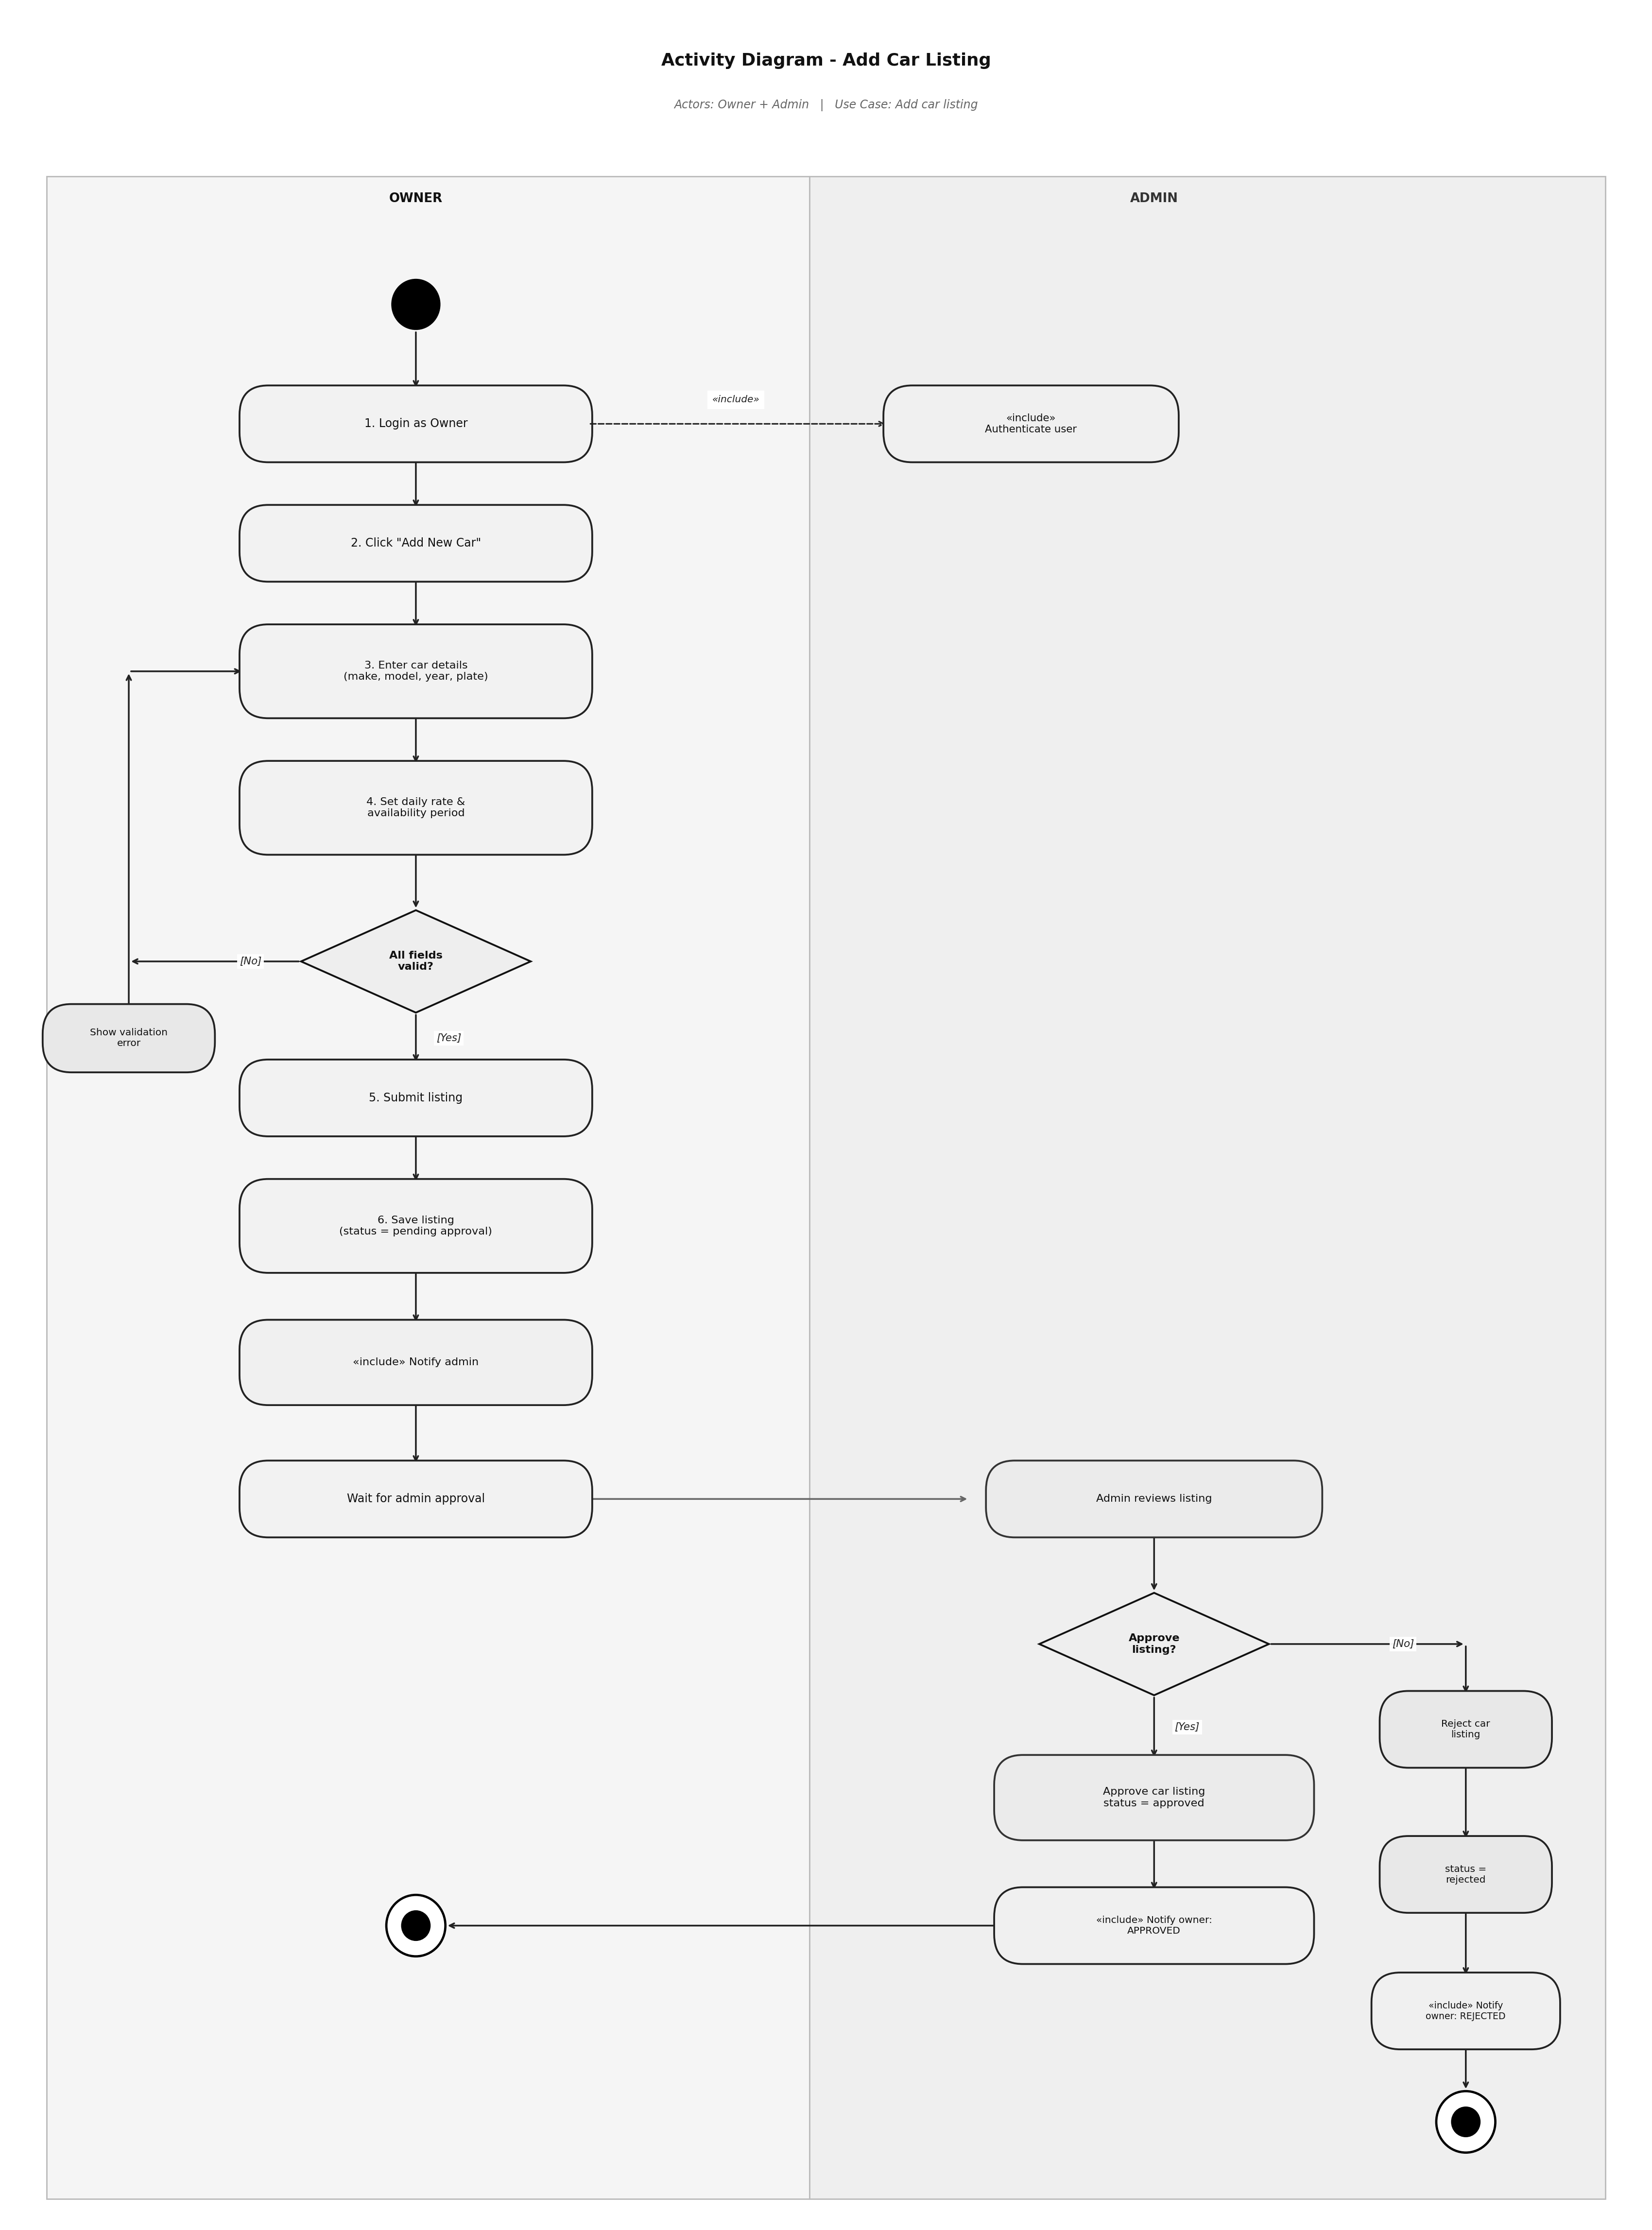 Activity Diagram - Add Car Listing
Actors: Owner + Admin   |   Use Case: Add car listing
OWNER
ADMIN
1. Login as Owner
«include»
«include»
Authenticate user
2. Click "Add New Car"
3. Enter car details
(make, model, year, plate)
4. Set daily rate &
availability period
All fields
valid?
[No]
Show validation
error
[Yes]
5. Submit listing
6. Save listing
(status = pending approval)
«include» Notify admin
Wait for admin approval
Admin reviews listing
Approve
listing?
[No]
[Yes]
Reject car
listing
Approve car listing
status = approved
status =
rejected
«include» Notify owner:
APPROVED
«include» Notify
owner: REJECTED